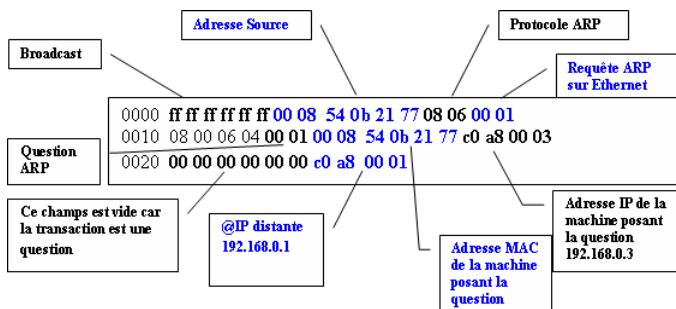 Adresse Source
Protocole ARP
Broadcast
Requête ARP
sur Ethernet
0000 ff ff ff ff ff ff 00 08 54 0b 21 77 08 06 00 01
0010 08 00 06 04 00 01 00 08 54 0b 21 77 c0 a8 00 03
0020 00 00 00 00 00 00 c0 a8 00 01
Question
ARP
Ce champs est vide car
la transaction est une
question
@IP distante
192.168.0.1
Adresse MAC
de la machine
posant la
question
Adresse IP de la
machine posant
la question
192.168.0.3